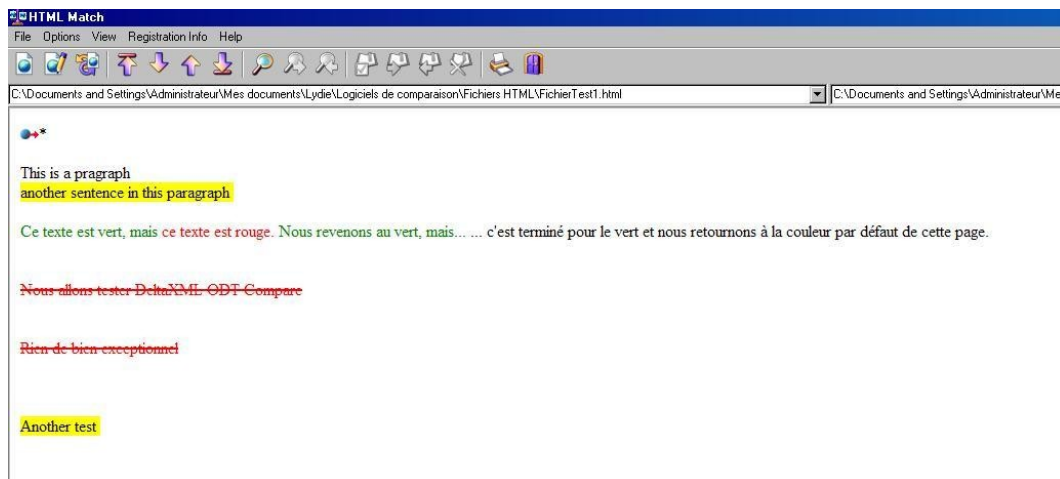 HTML Match
File Options View Registration Info Help
C:\Documents and Settings\Administrateur\Mes documents\Lydie\Logiciels de comparaison\Fichiers HTML\FichierTest1.html C:\Documents and Settings\Administrateur\Me
*
This is a pragraph
another sentence in this paragraph
Ce texte est vert, mais ce texte est rouge. Nous revenons au vert, mais... ... c'est terminé pour le vert et nous retournons à la couleur par défaut de cette page.
Nous allons tester DeltaXML ODT Compare
Rien de bien exceptionnel
Another test